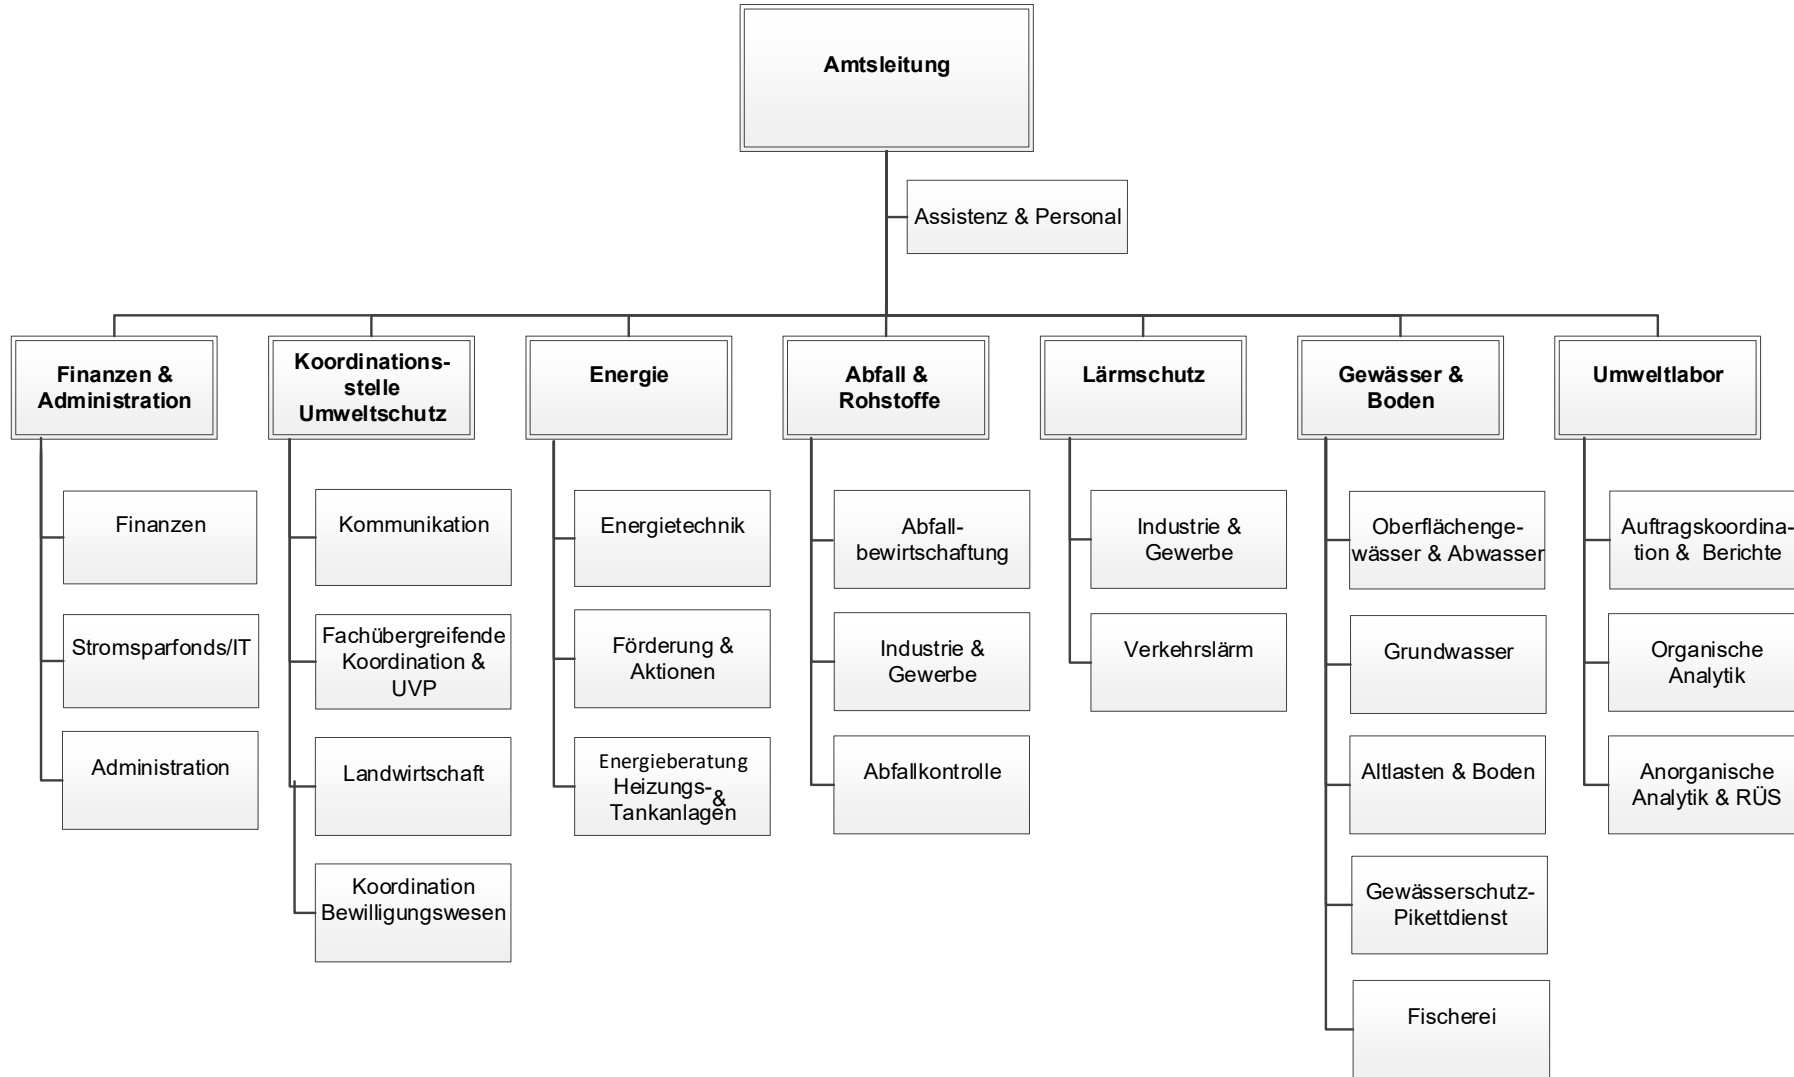 Amtsleitung
Assistenz & Personal
Finanzen &
Administration
Koordinations-
stelle
Umweltschutz
Energie
Abfall &
Rohstoffe
Lärmschutz
Gewässer &
Boden
Umweltlabor
Finanzen
Stromsparfonds/IT
Administration
Kommunikation
Fachübergreifende
Koordination &
UVP
Landwirtschaft
Koordination
Bewilligungswesen
Energietechnik
Förderung &
Aktionen
Energieberatung
Heizungs- &
Tankanlagen
Abfall-
bewirtschaftung
Industrie &
Gewerbe
Abfallkontrolle
Industrie &
Gewerbe
Verkehrslärm
Oberflächenge-
wässer & Abwasser
Grundwasser
Altlasten & Boden
Gewässerschutz-
Pikettdienst
Fischerei
Auftragskoordina-
tion & Berichte
Organische
Analytik
Anorganische
Analytik & RÜS